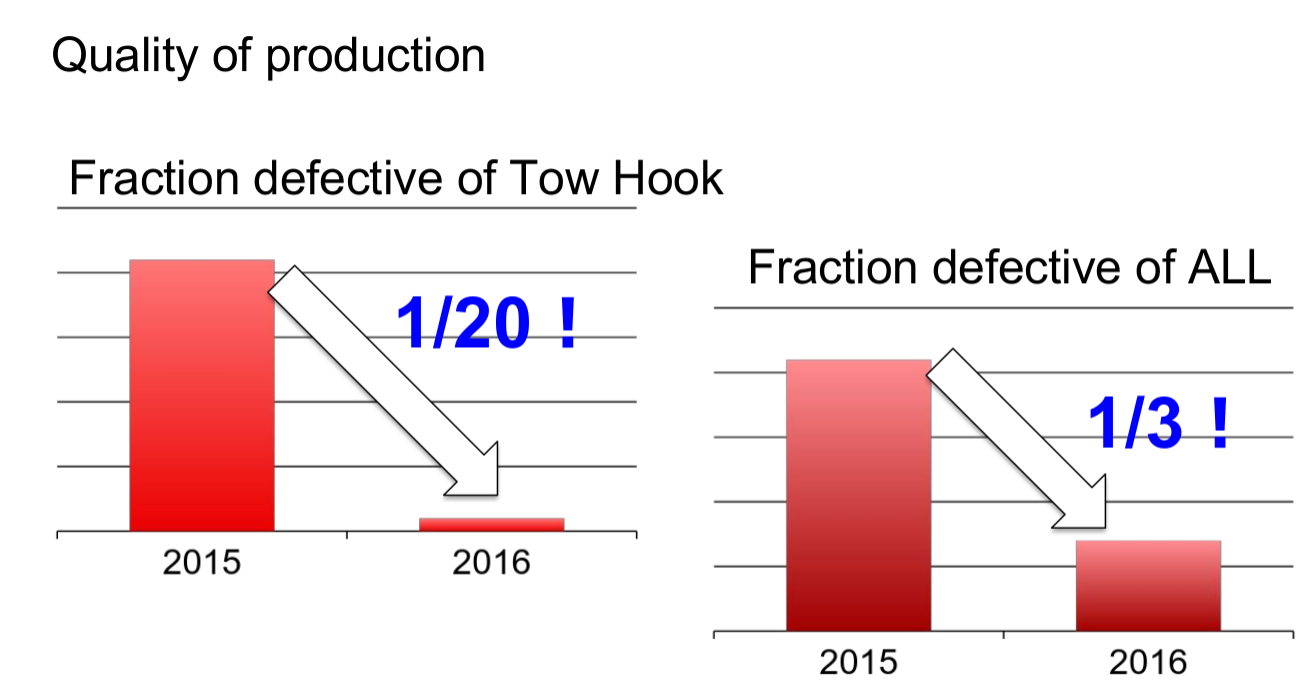 Quality of production
Fraction defective of Tow Hook
1/20 !
2015
2016
Fraction defective of ALL
1/3 !
2015
2016